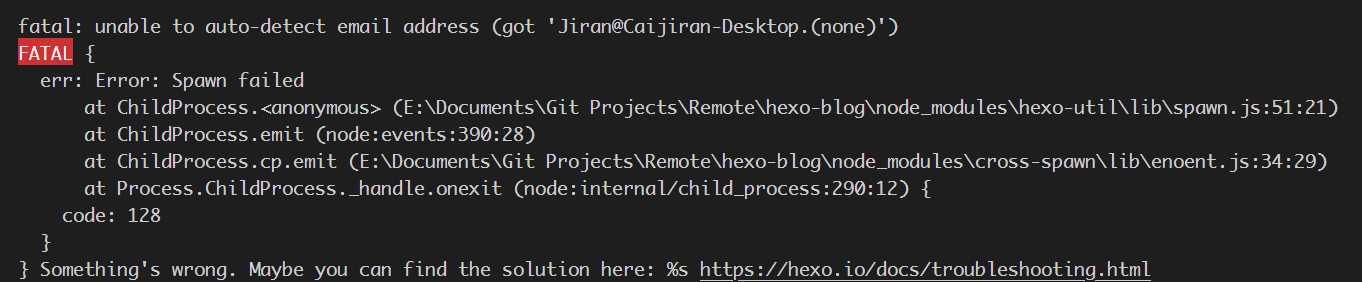 fatal: unable to auto-detect email address (got 'Jiran@Caijiran-Desktop.(none)')
FATAL {
  err: Error: Spawn failed
      at ChildProcess.<anonymous> (E:\Documents\Git Projects\Remote\hexo-blog\node_modules\hexo-util\lib\spawn.js:51:21)
      at ChildProcess.emit (node:events:390:28)
      at ChildProcess.cp.emit (E:\Documents\Git Projects\Remote\hexo-blog\node_modules\cross-spawn\lib\enoent.js:34:29)
      at Process.ChildProcess._handle.onexit (node:internal/child_process:290:12) {
    code: 128
  }
} Something's wrong. Maybe you can find the solution here: %s https://hexo.io/docs/troubleshooting.html